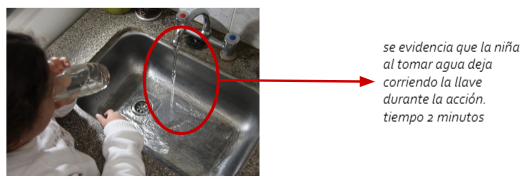 se evidencia que la niña
al tomar agua deja
corriendo la llave
durante la acción.
tiempo 2 minutos